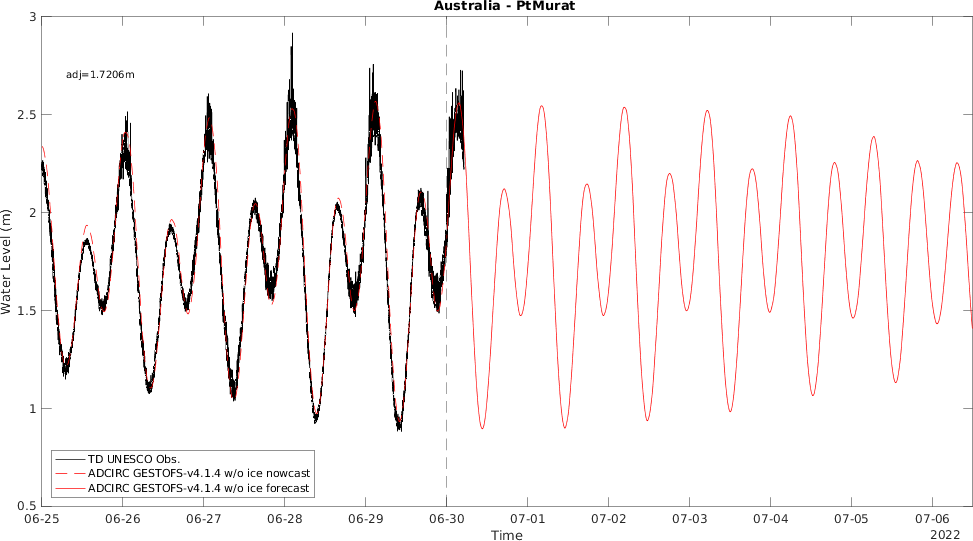 Australia - PtMurat
adj=1.7206m
3
2.5
2
1.5
1
0.5
Water Level (m)
TD UNESCO Obs.
ADCIRC GESTOFS-v4.1.4 w/o ice nowcast
ADCIRC GESTOFS-v4.1.4 w/o ice forecast
06-25 06-26 06-27 06-28 06-29 06-30 07-01 07-02 07-03 07-04 07-05 07-06
Time
2022